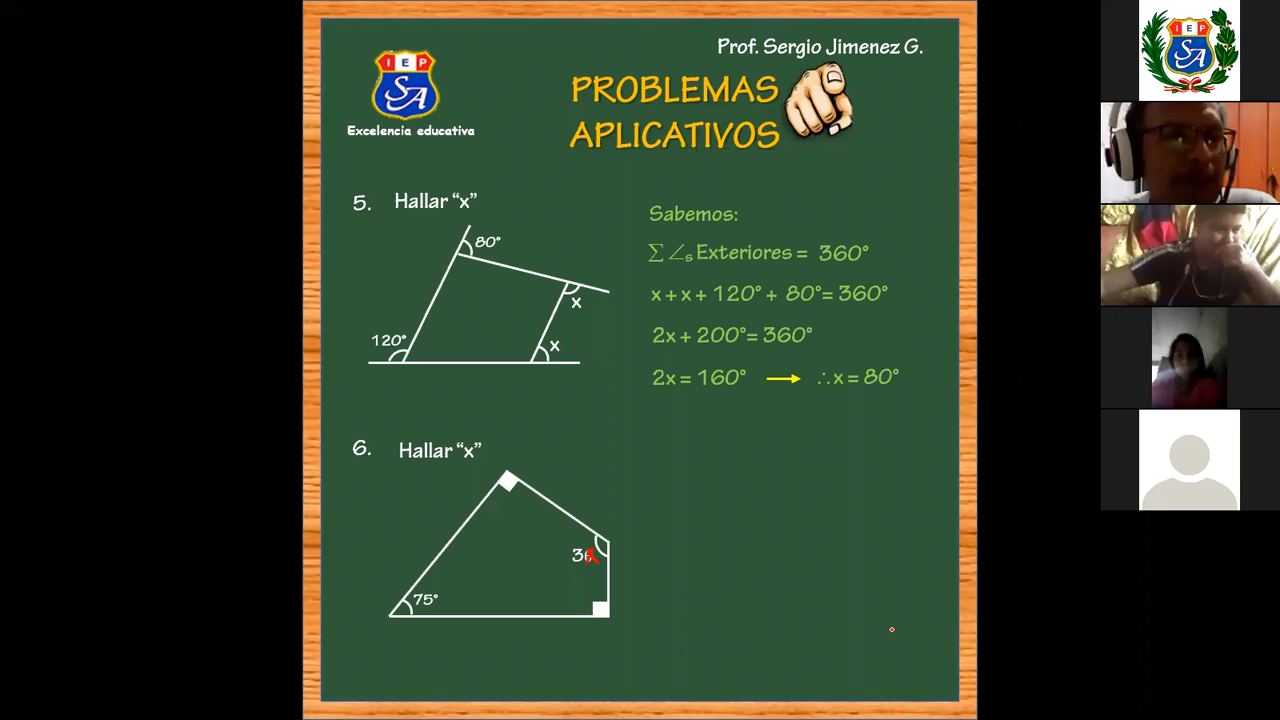 Prof. Sergio Jimenez G.
I E P
SA
Excelencia educativa
PROBLEMAS
APLICATIVOS
5. Hallar “x”
80°
x
120°
x
Sabemos:
∑ ∠s Exteriores = 360°
x + x + 120° + 80° = 360°
2x + 200° = 360°
2x = 160° → ∴ x = 80°
6. Hallar “x”
75°
I E P
SA